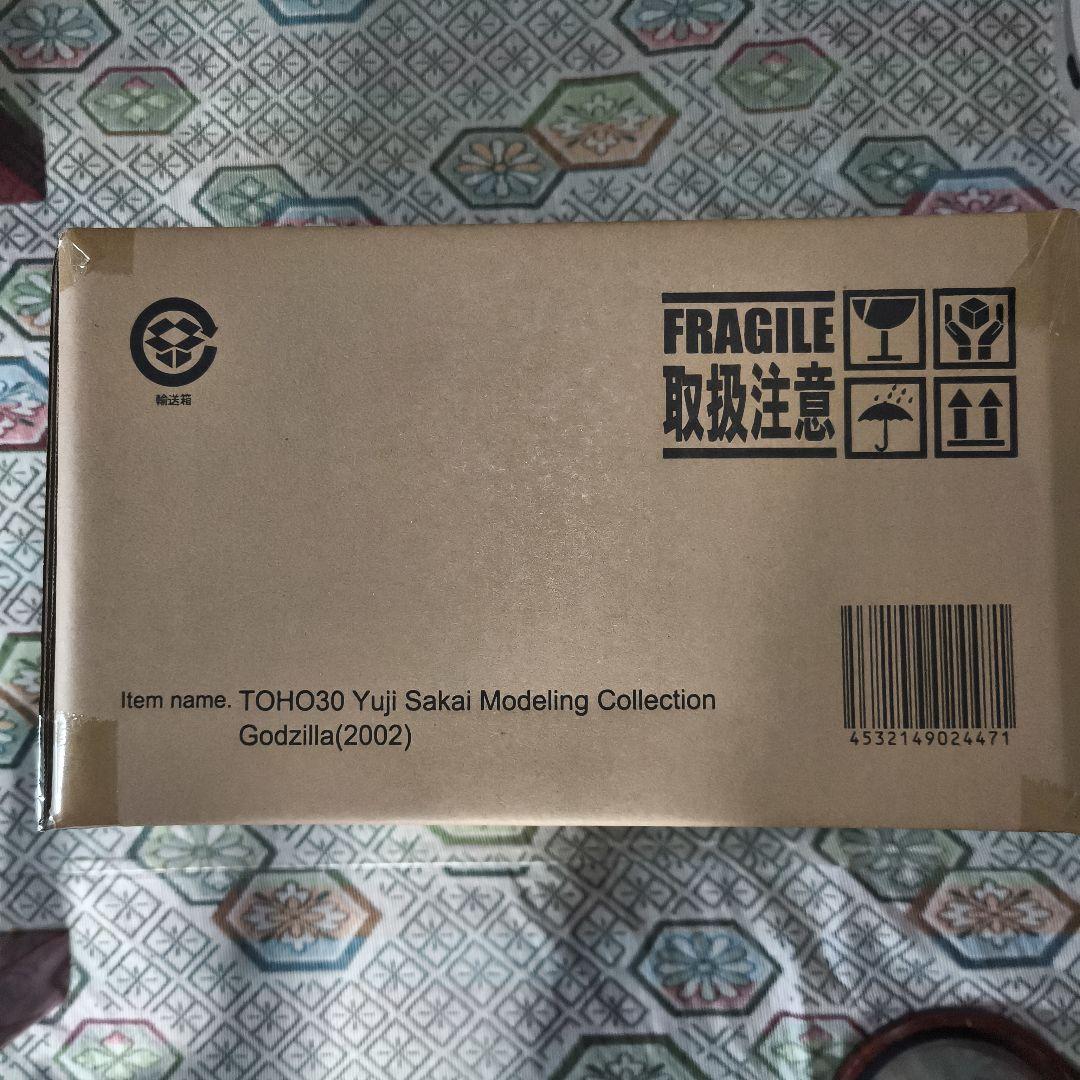 輸送箱
FRAGILE
取扱注意
Item name. TOHO30 Yuji Sakai Modeling Collection
Godzilla(2002)
4532149024471